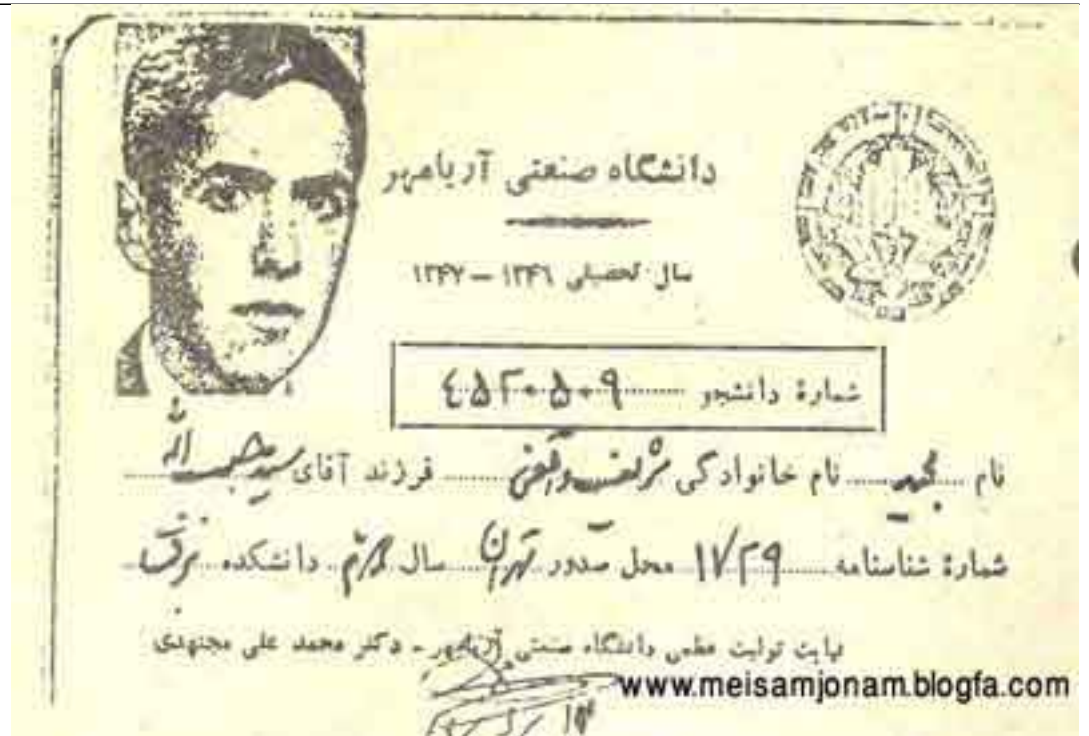 دانشگاه صنعتی آریامهر
سال تحصیلی ۱۳۴۶ – ۱۳۴۷
شمارهٔ دانشجو ۴۵۲۰۵۰۹
نام مجید نام خانوادگی شریف واقفی فرزند آقای سید حبیب الله
شمارهٔ شناسنامه ۱۷۲۹ محل صدور تهران سال دانشکده برق
نیابت تولیت عظمی دانشگاه صنعتی آریامهر - دکتر محمد علی مجتهدی
www.meisamjonam.blogfa.com